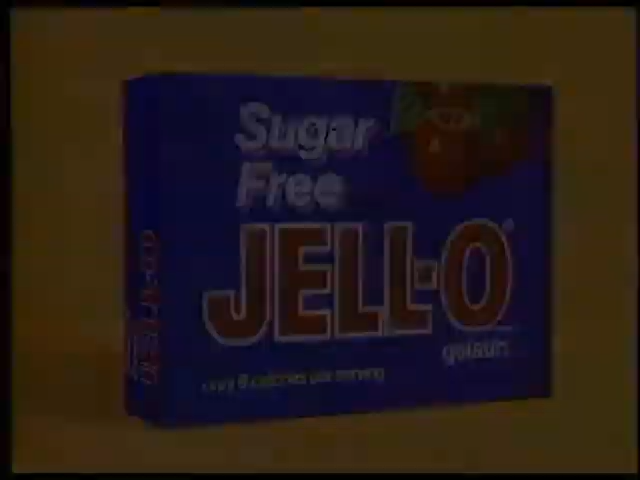 Sugar
Free
JELL-O®
gelatin
only 8 calories per serving